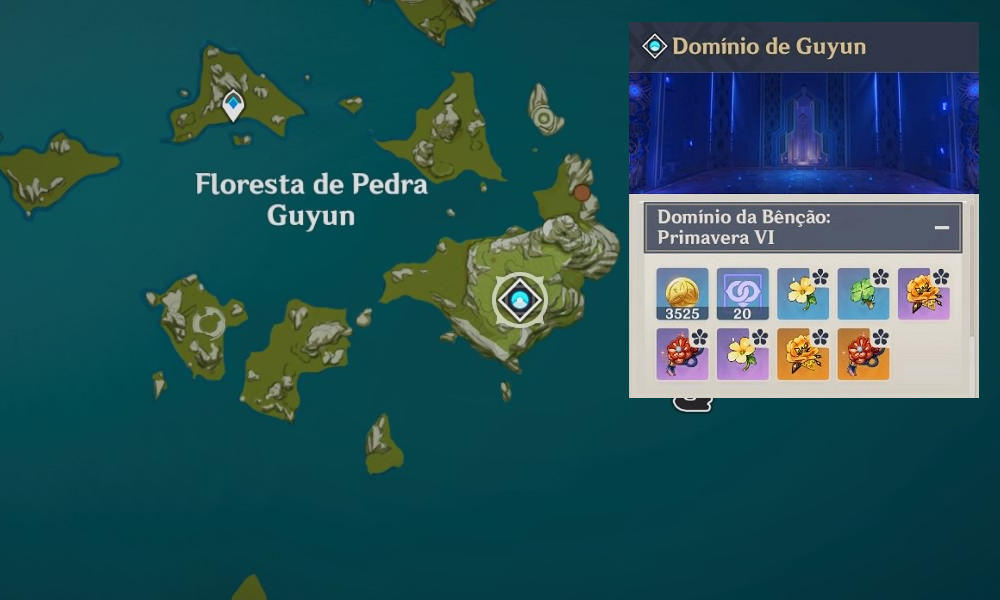 Domínio de Guyun
Floresta de Pedra
Guyun
Domínio da Bênção:
Primavera VI
3525
20